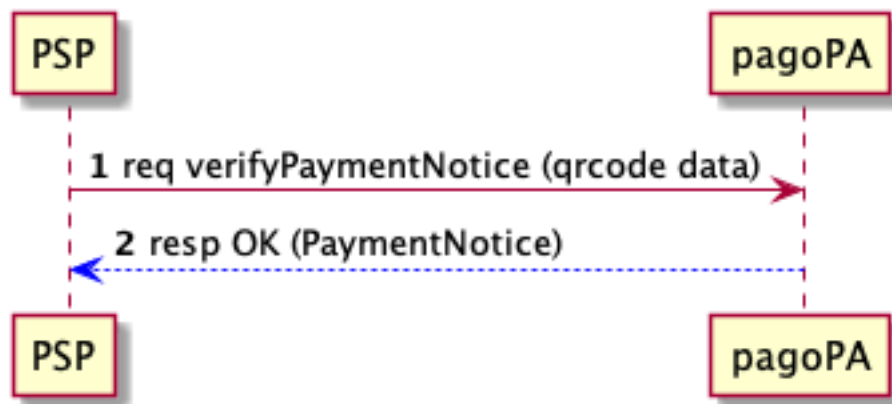 PSP
pagoPA
1 req verifyPaymentNotice (qrcode data)
2 resp OK (PaymentNotice)
PSP
pagoPA